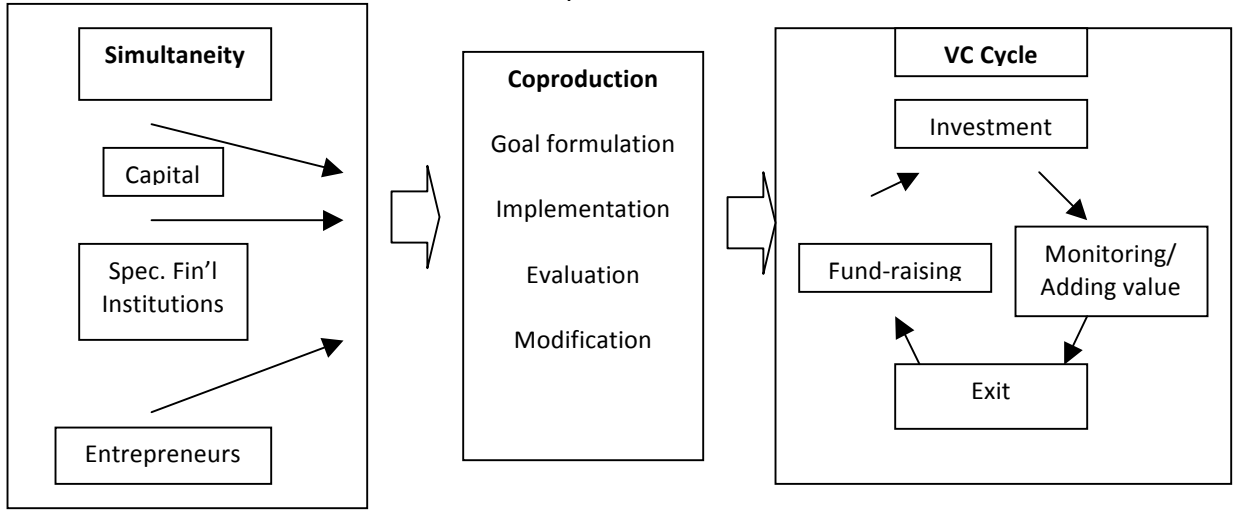 Simultaneity
Capital
Spec. Fin'l
Institutions
Entrepreneurs
Coproduction
Goal formulation
Implementation
Evaluation
Modification
VC Cycle
Investment
Monitoring/
Adding value
Exit
Fund-raising